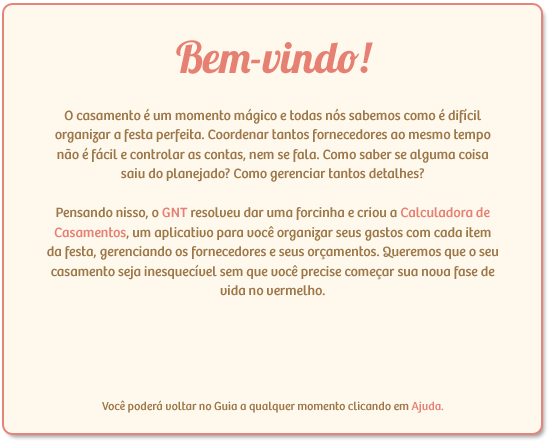 Bem-vindo!
O casamento é um momento mágico e todas nós sabemos como é difícil
organizar a festa perfeita. Coordenar tantos fornecedores ao mesmo tempo
não é fácil e controlar as contas, nem se fala. Como saber se alguma coisa
saiu do planejado? Como gerenciar tantos detalhes?
Pensando nisso, o GNT resolveu dar uma forcinha e criou a Calculadora de
Casamentos, um aplicativo para você organizar seus gastos com cada item
da festa, gerenciando os fornecedores e seus orçamentos. Queremos que o seu
casamento seja inesquecível sem que você precise começar sua nova fase de
vida no vermelho.
Você poderá voltar no Guia a qualquer momento clicando em Ajuda.